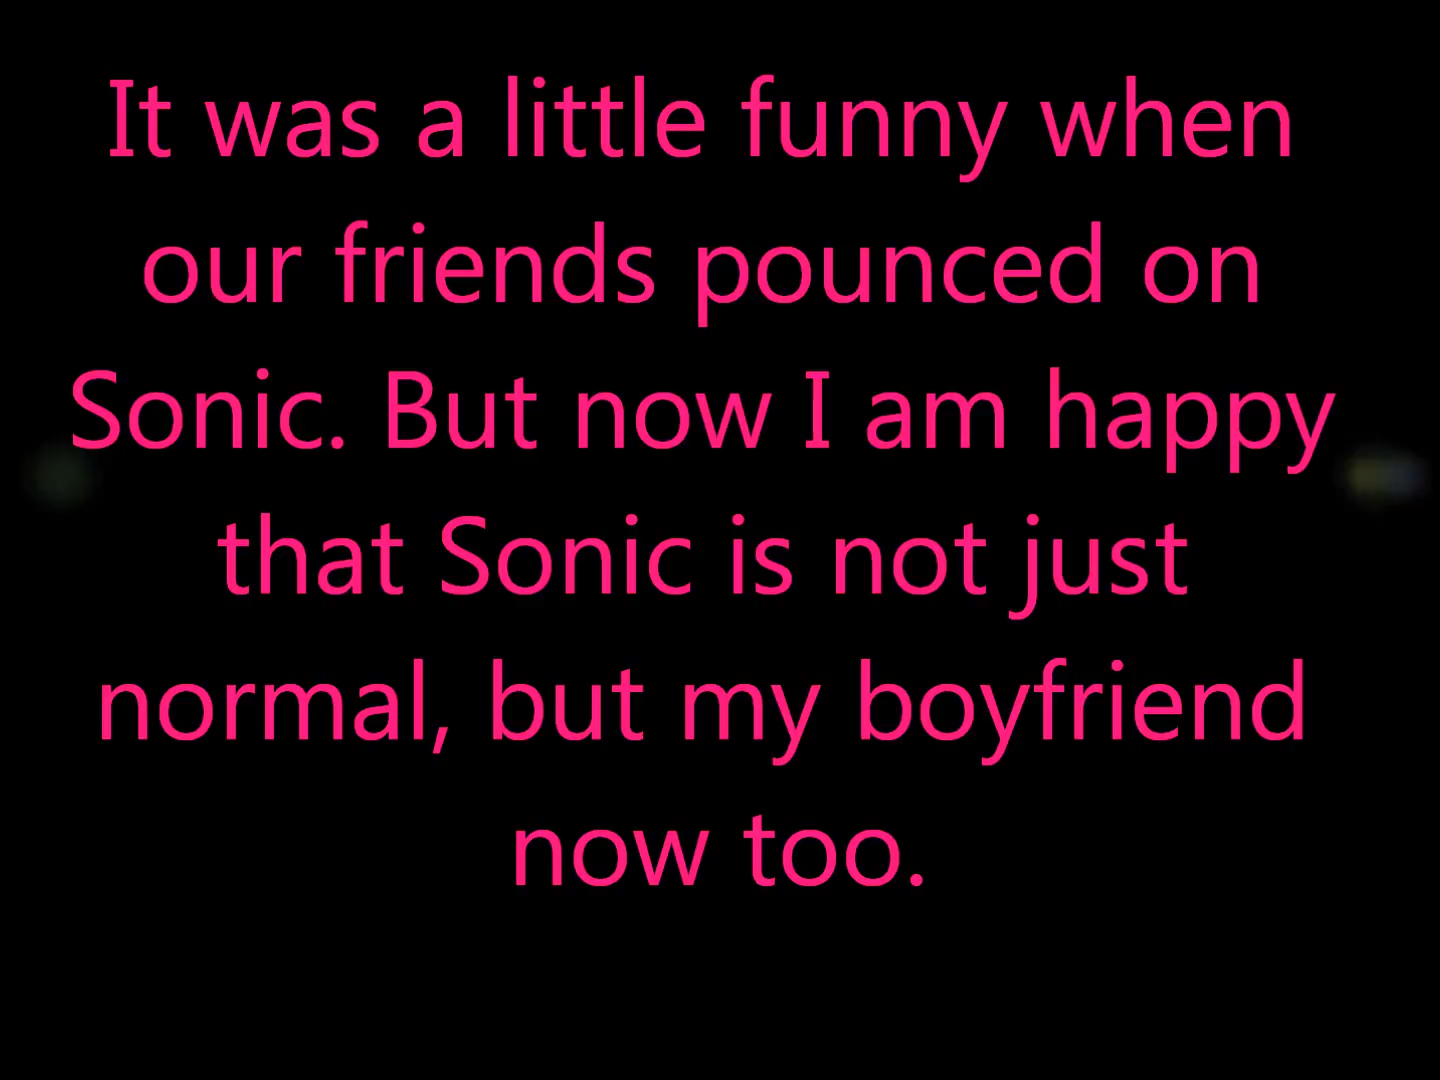 It was a little funny when
our friends pounced on
Sonic. But now I am happy
that Sonic is not just
normal, but my boyfriend
now too.